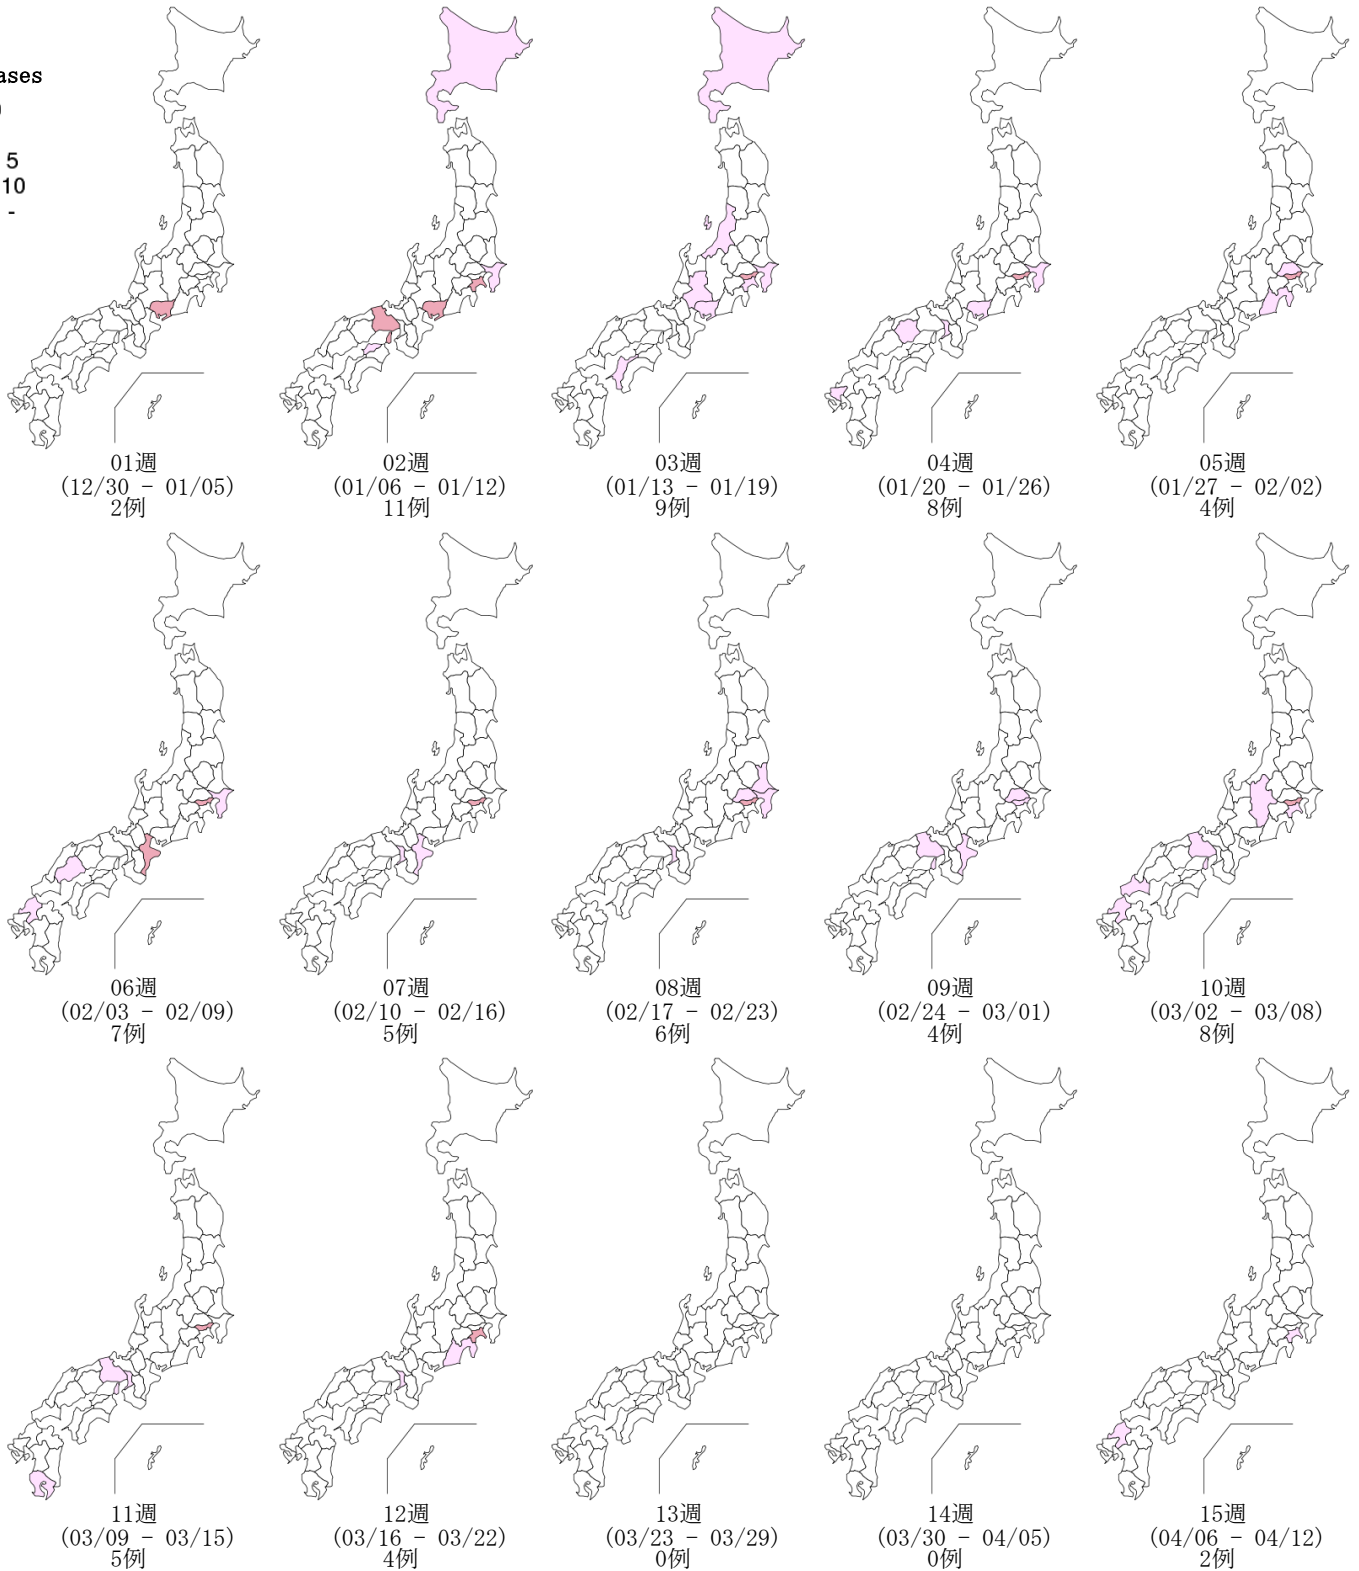 5
10
-
01週
(12/30 - 01/05)
2例
02週
(01/06 - 01/12)
11例
03週
(01/13 - 01/19)
9例
04週
(01/20 - 01/26)
8例
05週
(01/27 - 02/02)
4例
06週
(02/03 - 02/09)
7例
07週
(02/10 - 02/16)
5例
08週
(02/17 - 02/23)
6例
09週
(02/24 - 03/01)
4例
10週
(03/02 - 03/08)
8例
11週
(03/09 - 03/15)
5例
12週
(03/16 - 03/22)
4例
13週
(03/23 - 03/29)
0例
14週
(03/30 - 04/05)
0例
15週
(04/06 - 04/12)
2例